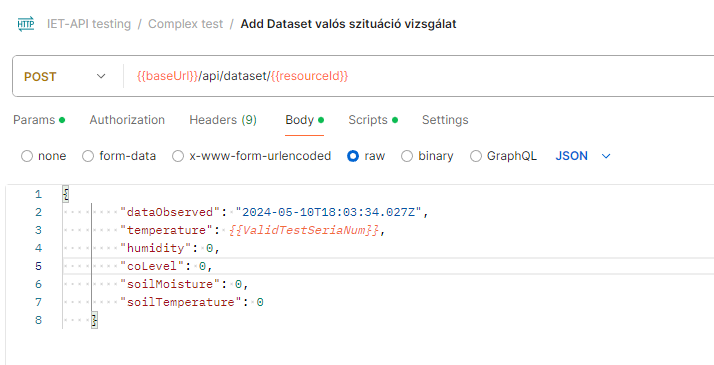 HTTP IET-API testing / Complex test / Add Dataset valós szituáció vizsgálat
POST {{baseUrl}}/api/dataset/{{resourceId}}
Params Authorization Headers (9) Body Scripts Settings
none form-data x-www-form-urlencoded raw binary GraphQL JSON
1 {
2 "dataObserved": "2024-05-10T18:03:34.027Z",
3 "temperature": {{ValidTestSeriaNum}},
4 "humidity": 0,
5 "coLevel": 0,
6 "soilMoisture": 0,
7 "soilTemperature": 0
8 }